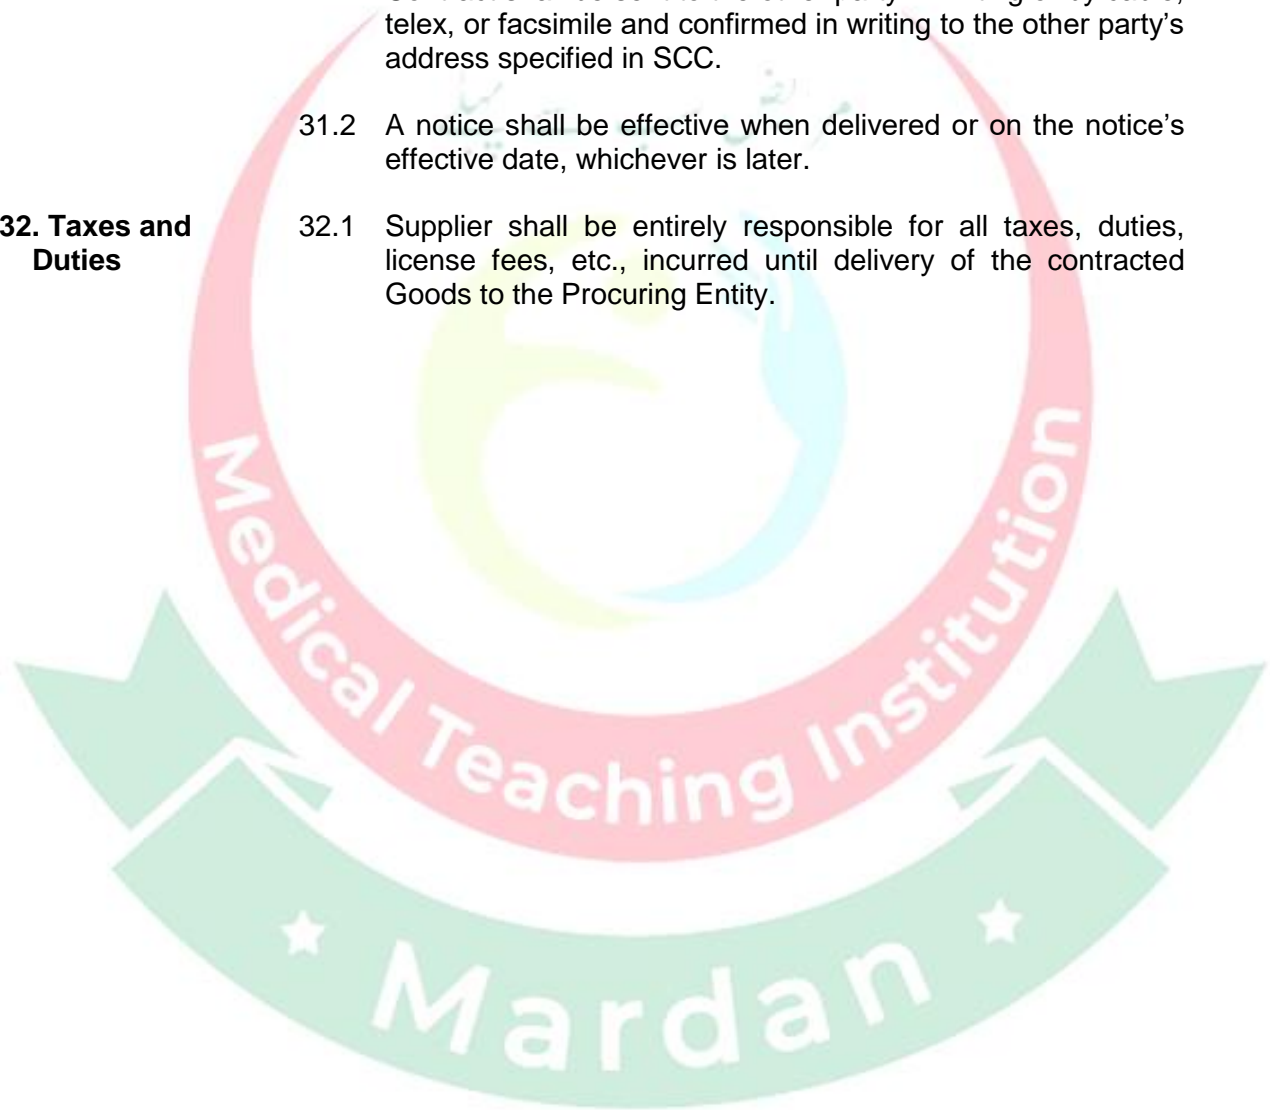 telex, or facsimile and confirmed in writing to the other party’s
address specified in SCC.
31.2 A notice shall be effective when delivered or on the notice’s
effective date, whichever is later.
32. Taxes and
Duties
32.1 Supplier shall be entirely responsible for all taxes, duties,
license fees, etc., incurred until delivery of the contracted
Goods to the Procuring Entity.
Medical Teaching Institution
Mardan